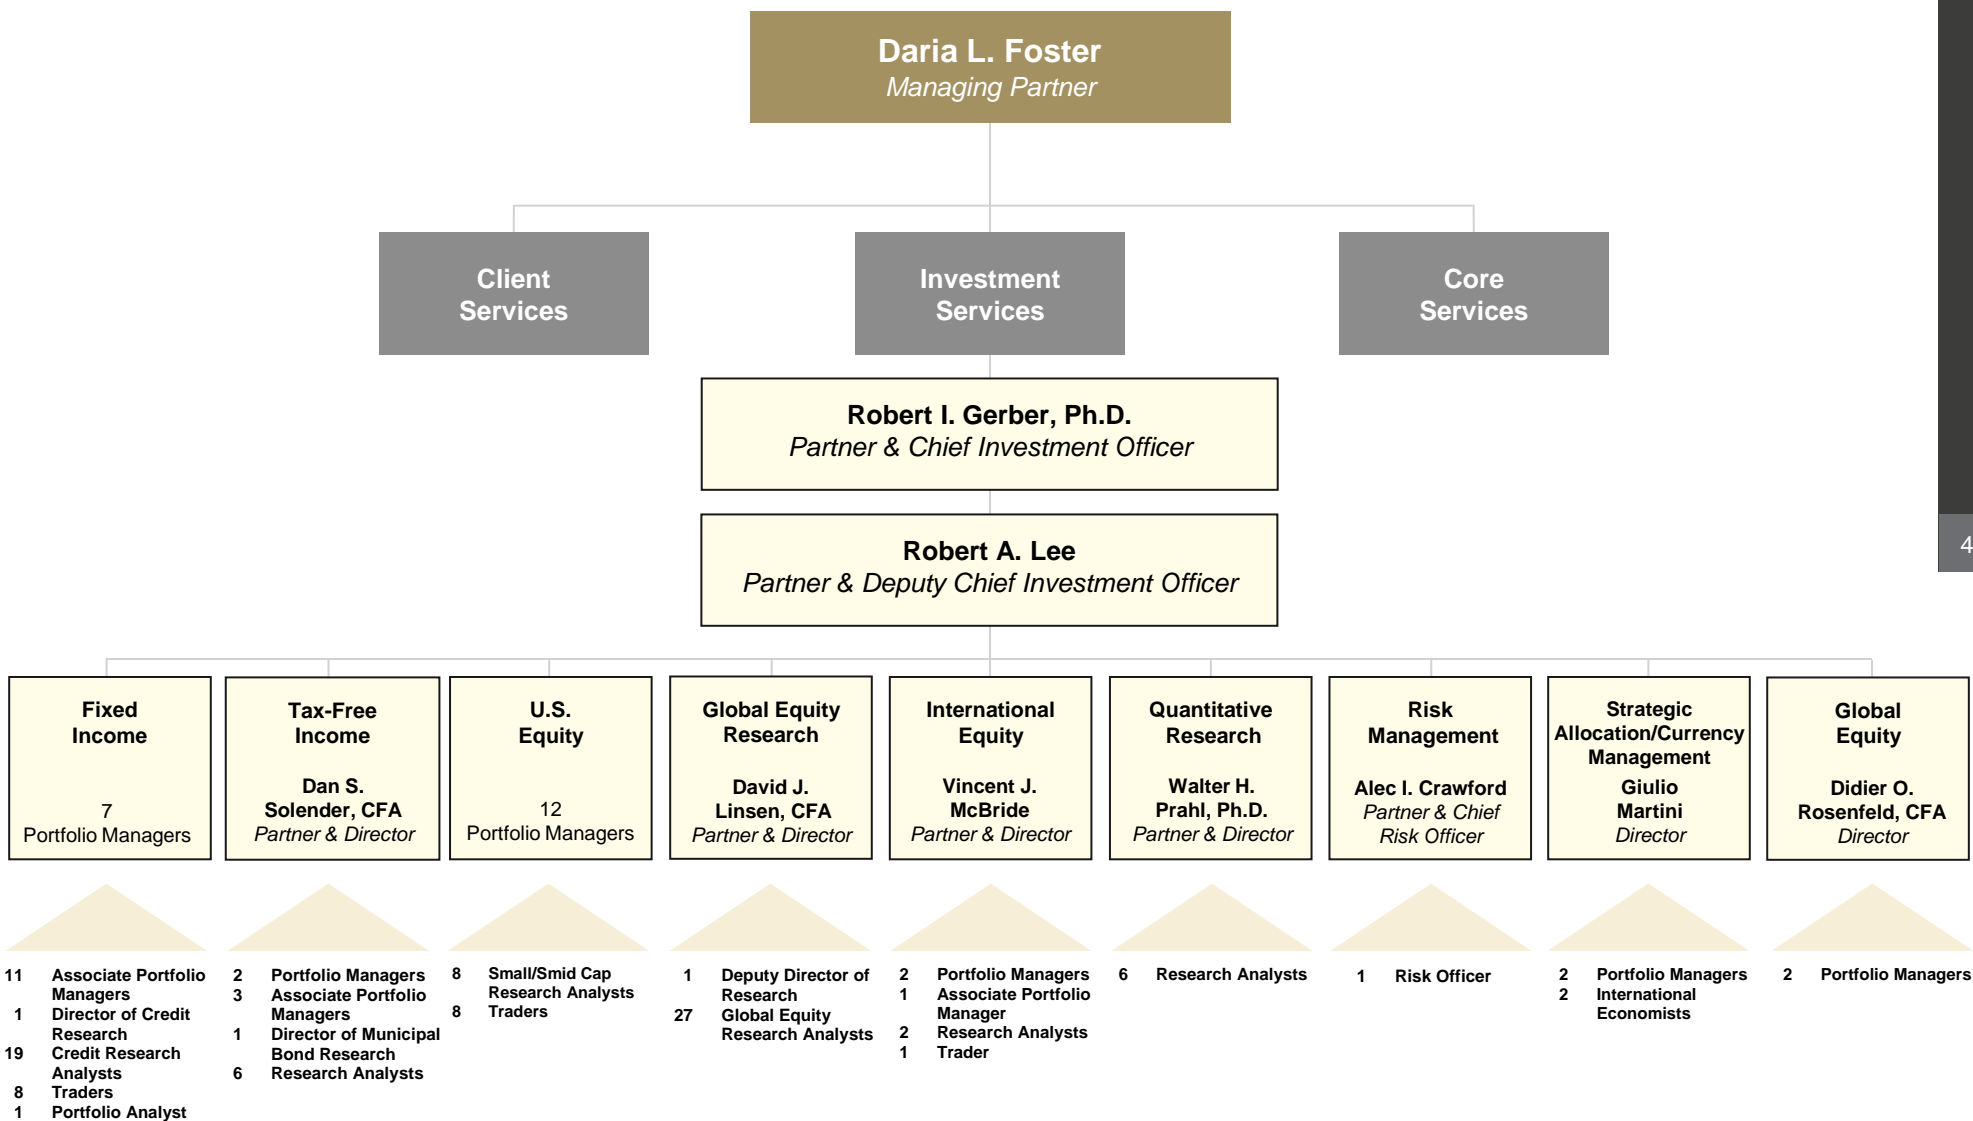 Daria L. Foster
Managing Partner
Client
Services
Investment
Services
Core
Services
Robert I. Gerber, Ph.D.
Partner & Chief Investment Officer
Robert A. Lee
Partner & Deputy Chief Investment Officer
4
Fixed
Income
7
Portfolio Managers
Tax-Free
Income
Dan S.
Solender, CFA
Partner & Director
U.S.
Equity
12
Portfolio Managers
Global Equity
Research
David J.
Linsen, CFA
Partner & Director
International
Equity
Vincent J.
McBride
Partner & Director
Quantitative
Research
Walter H.
Prahl, Ph.D.
Partner & Director
Risk
Management
Alec I. Crawford
Partner & Chief
Risk Officer
Strategic
Allocation/Currency
Management
Giulio
Martini
Director
Global
Equity
Didier O.
Rosenfeld, CFA
Director
11 Associate Portfolio
Managers
1 Director of Credit
Research
19 Credit Research
Analysts
8 Traders
1 Portfolio Analyst
2 Portfolio Managers
3 Associate Portfolio
Managers
1 Director of Municipal
Bond Research
6 Research Analysts
8 Small/Smid Cap
Research Analysts
8 Traders
1 Deputy Director of
Research
27 Global Equity
Research Analysts
2 Portfolio Managers
1 Associate Portfolio
Manager
2 Research Analysts
1 Trader
6 Research Analysts
1 Risk Officer
2 Portfolio Managers
2 International
Economists
2 Portfolio Managers